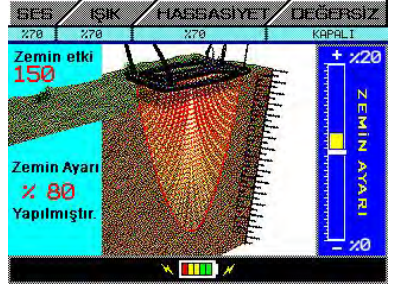 SES IŞIK HASSASİYET DEĞERSİZ
%70 %70 %70 KAPALI
Zemin etki
150
Zemin Ayarı
% 80
Yapılmıştır.
+ %20
ZEMİN AYARI
- %0